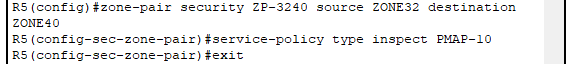 R5(config)#zone-pair security ZP-3240 source ZONE32 destination
ZONE40
R5(config-sec-zone-pair)#service-policy type inspect PMAP-10
R5(config-sec-zone-pair)#exit